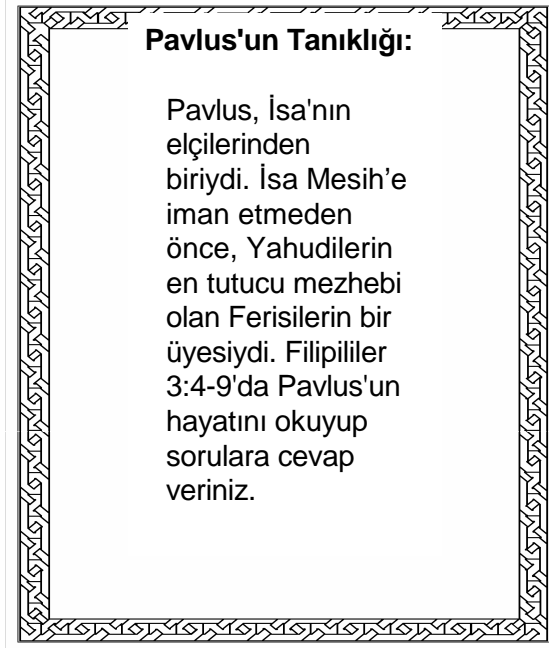 Pavlus'un Tanıklığı:
Pavlus, İsa'nın
elçilerinden
biriydi. İsa Mesih’e
iman etmeden
önce, Yahudilerin
en tutucu mezhebi
olan Ferisilerin bir
üyesiydi. Filipililer
3:4-9'da Pavlus'un
hayatını okuyup
sorulara cevap
veriniz.